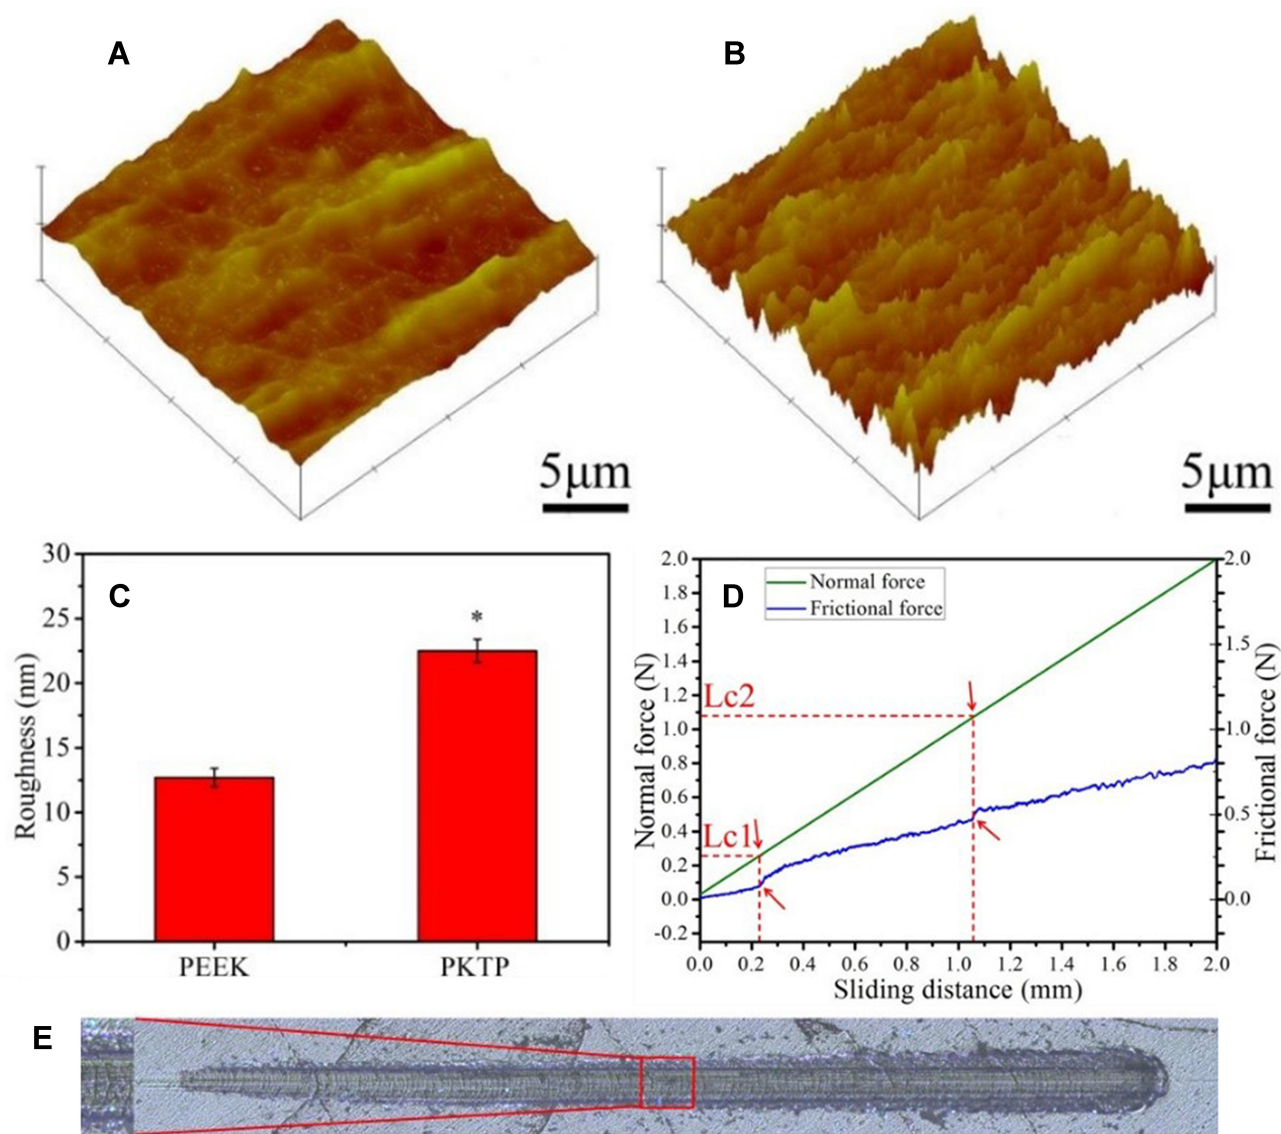 A
B
5μm
5μm
C
30
25
20
15
10
5
0
Roughness (nm)
*
PEEK
PKTP
D
Normal force
Frictional force
2.0
1.8
1.6
1.4
1.2
1.0
0.8
0.6
0.4
0.2
0.0
-0.2
Normal force (N)
Lc2
Lc1
2.0
1.5
1.0
0.5
0.0
Frictional force (N)
0.0 0.2 0.4 0.6 0.8 1.0 1.2 1.4 1.6 1.8 2.0
Sliding distance (mm)
E